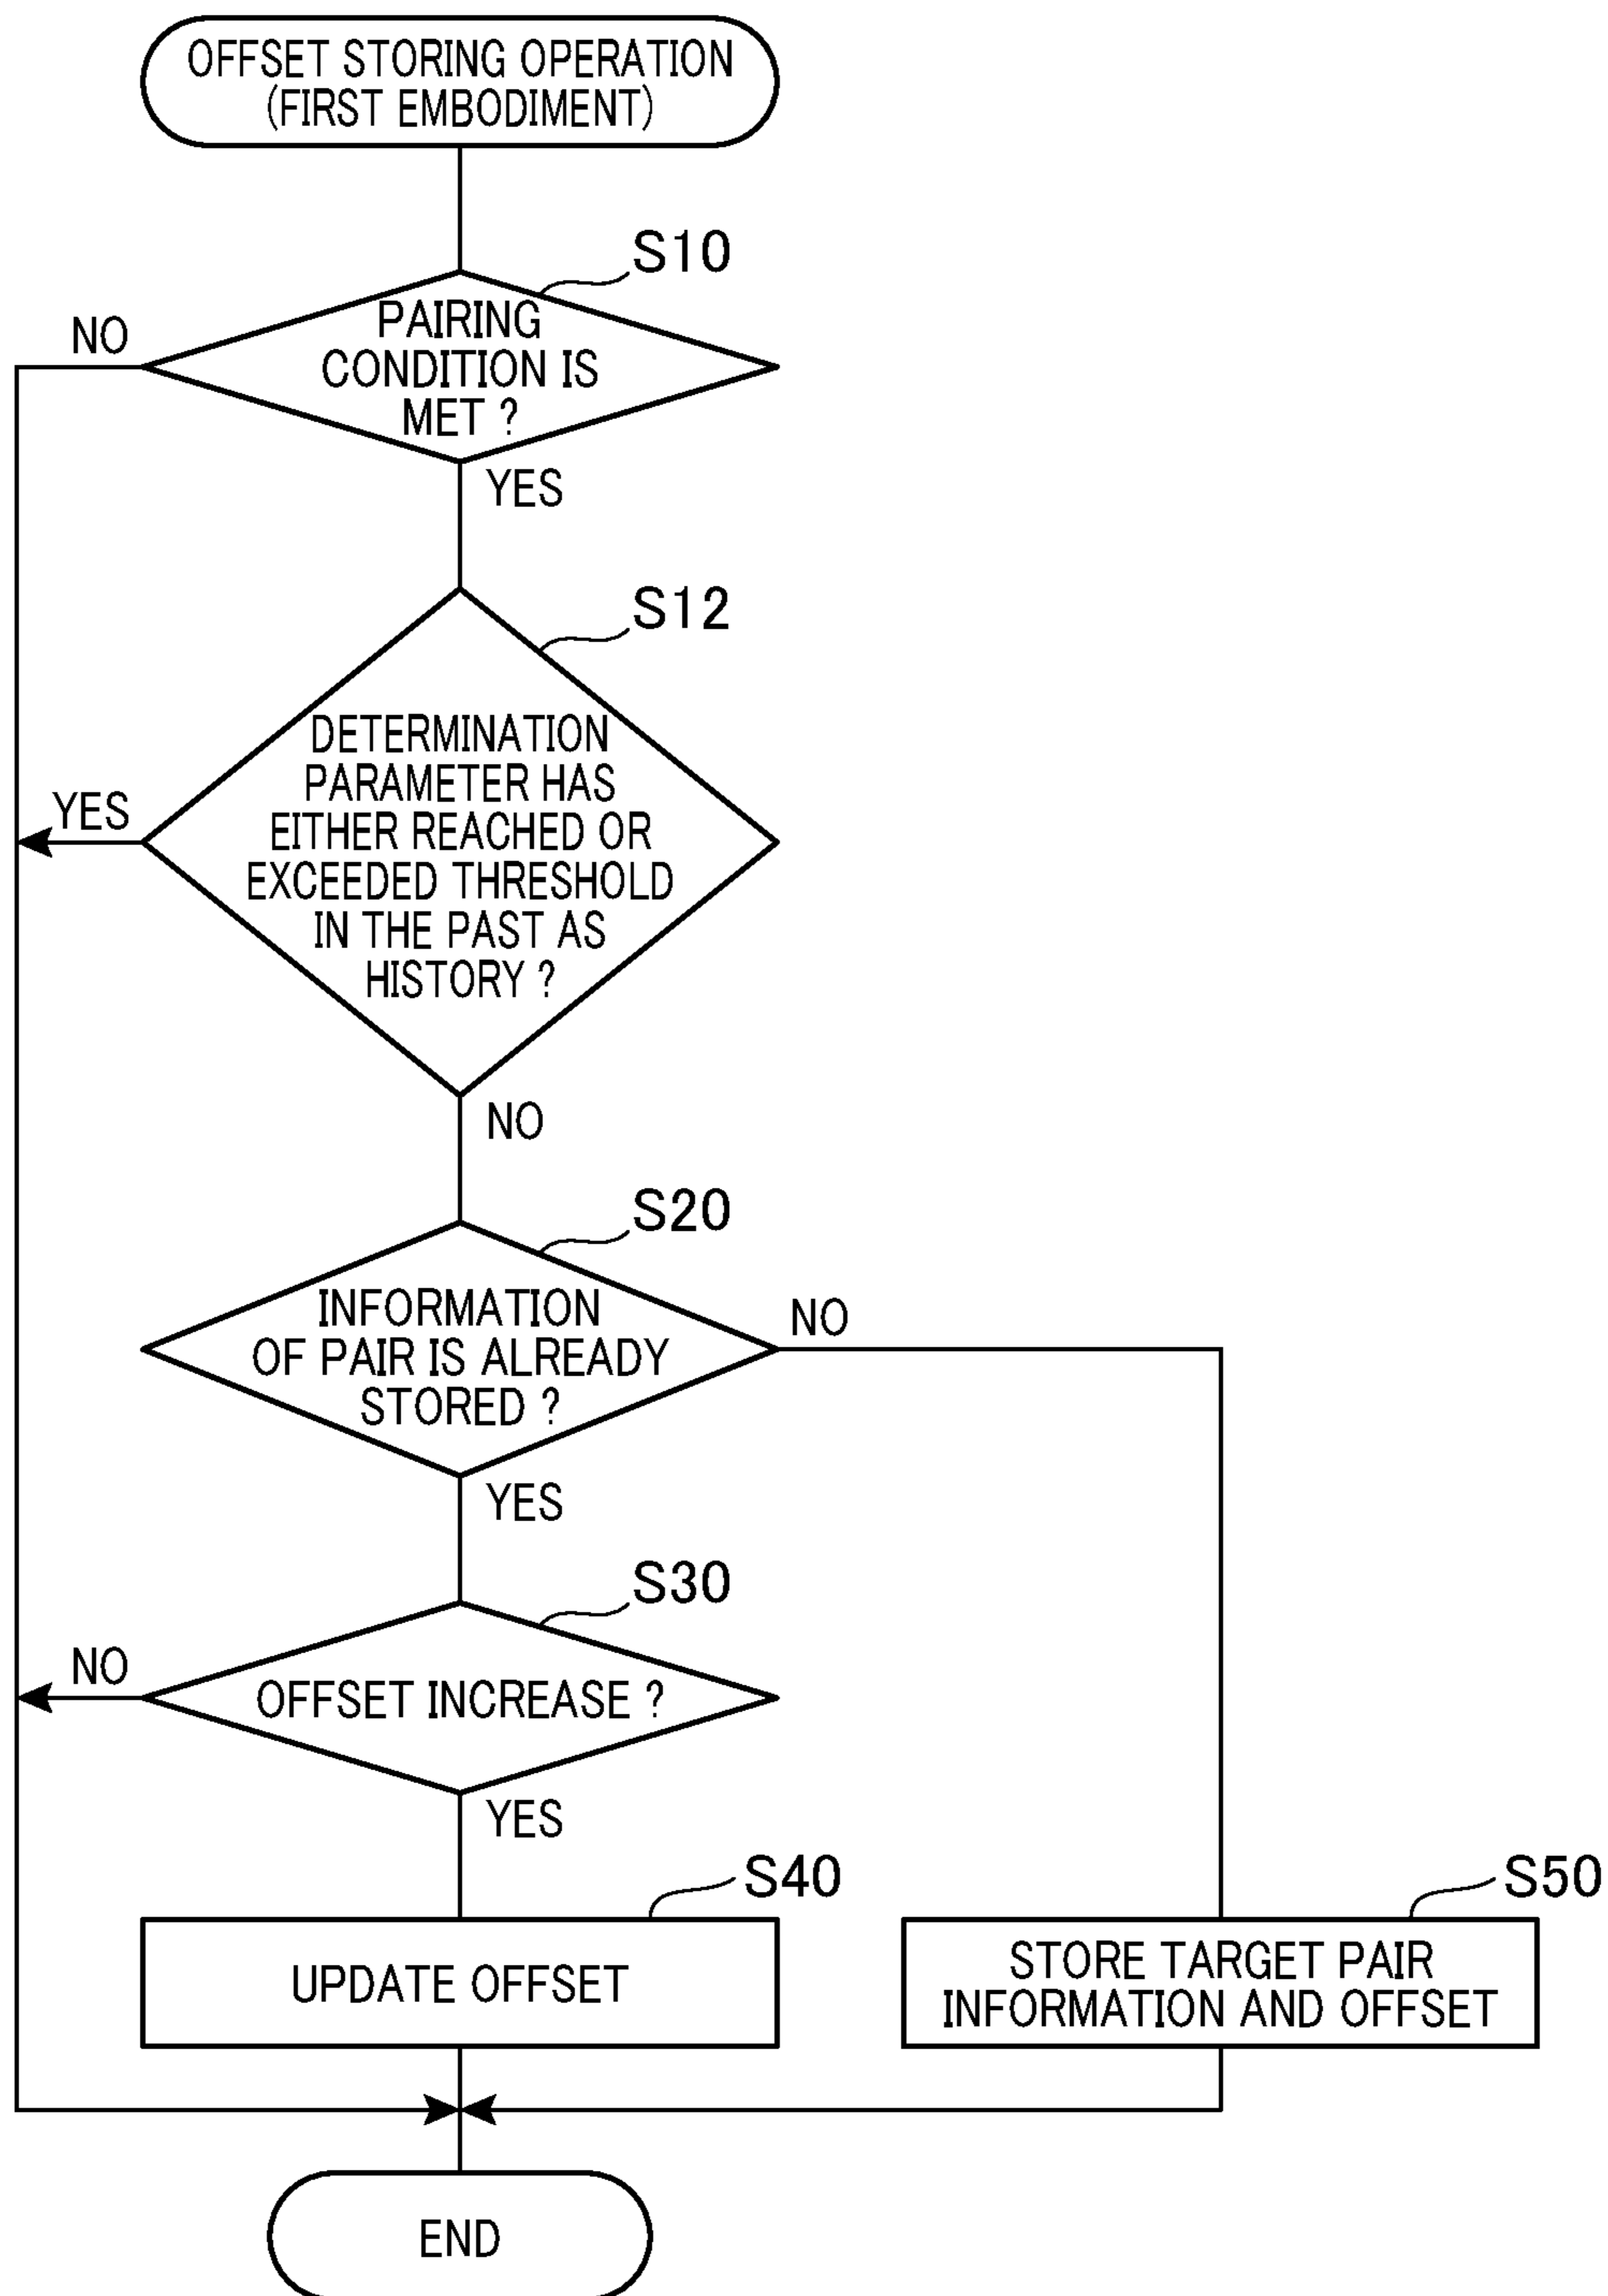 OFFSET STORING OPERATION
(FIRST EMBODIMENT)
S10
NO
PAIRING
CONDITION IS
MET ?
YES
S12
DETERMINATION
PARAMETER HAS
EITHER REACHED OR
EXCEEDED THRESHOLD
IN THE PAST AS
HISTORY ?
YES
NO
S20
INFORMATION
OF PAIR IS ALREADY
STORED ?
NO
YES
S30
NO
OFFSET INCREASE ?
YES
S40
UPDATE OFFSET
S50
STORE TARGET PAIR
INFORMATION AND OFFSET
END